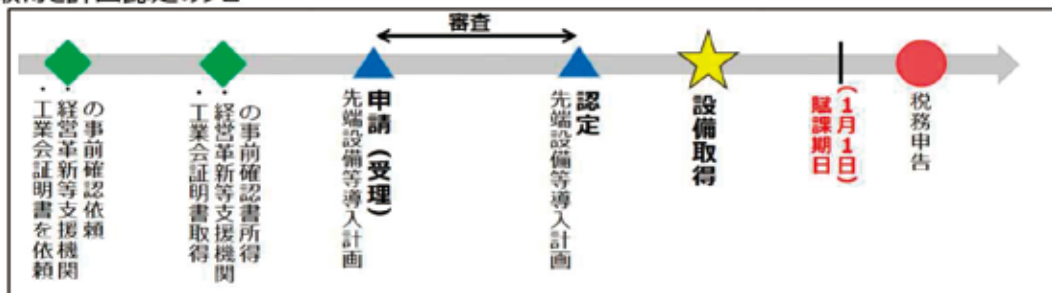 審査
・工業会証明書を依頼
・経営革新等支援機関
の事前確認依頼
・工業会証明書取得
・経営革新等支援機関
の事前確認書所得
申請（受理）
先端設備等導入計画
認定
先端設備等導入計画
設備取得
(1月1日)
賦課期日
税務申告